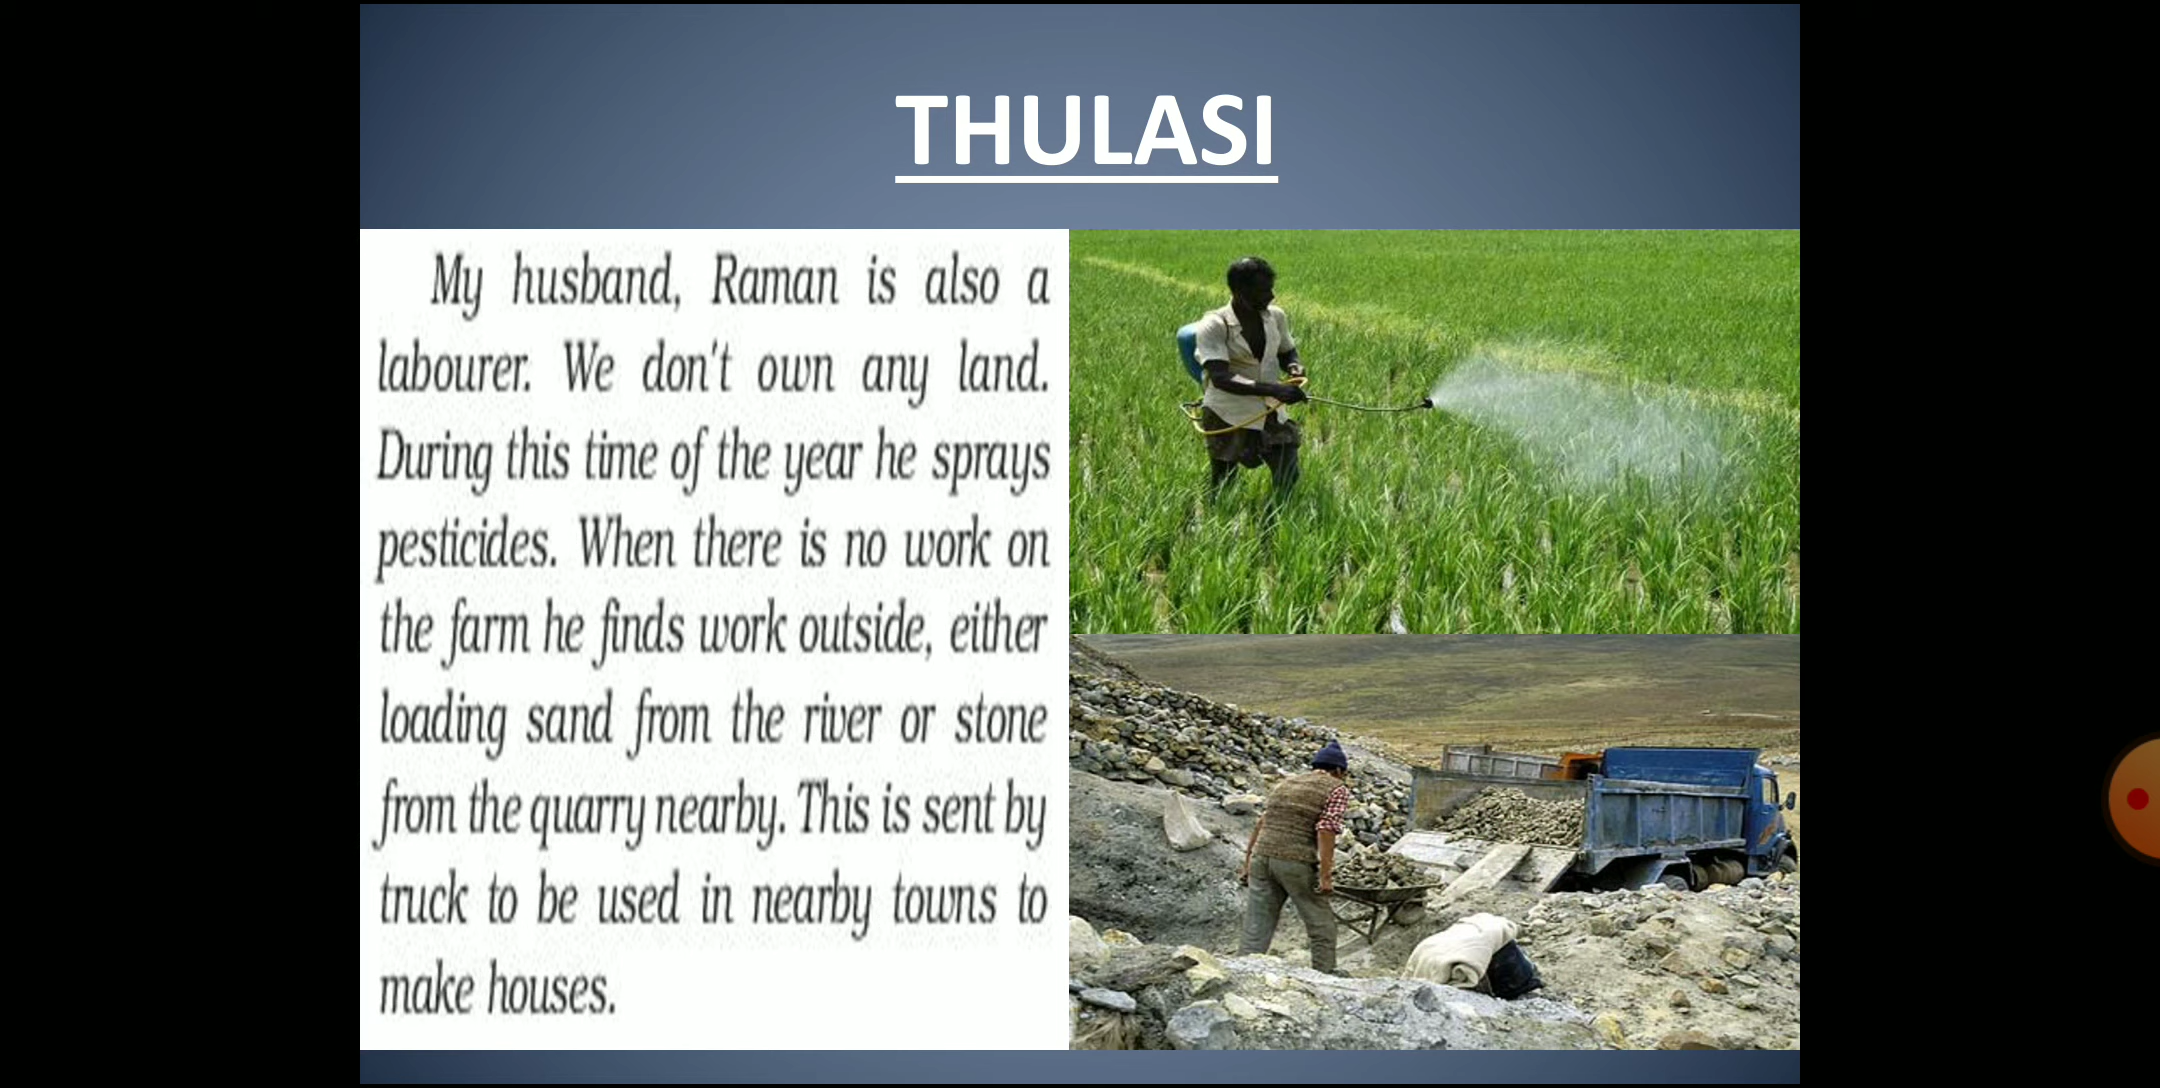 THULASI
My husband, Raman is also a
labourer. We don't own any land.
During this time of the year he sprays
pesticides. When there is no work on
the farm he finds work outside, either
loading sand from the river or stone
from the quarry nearby. This is sent by
truck to be used in nearby towns to
make houses.